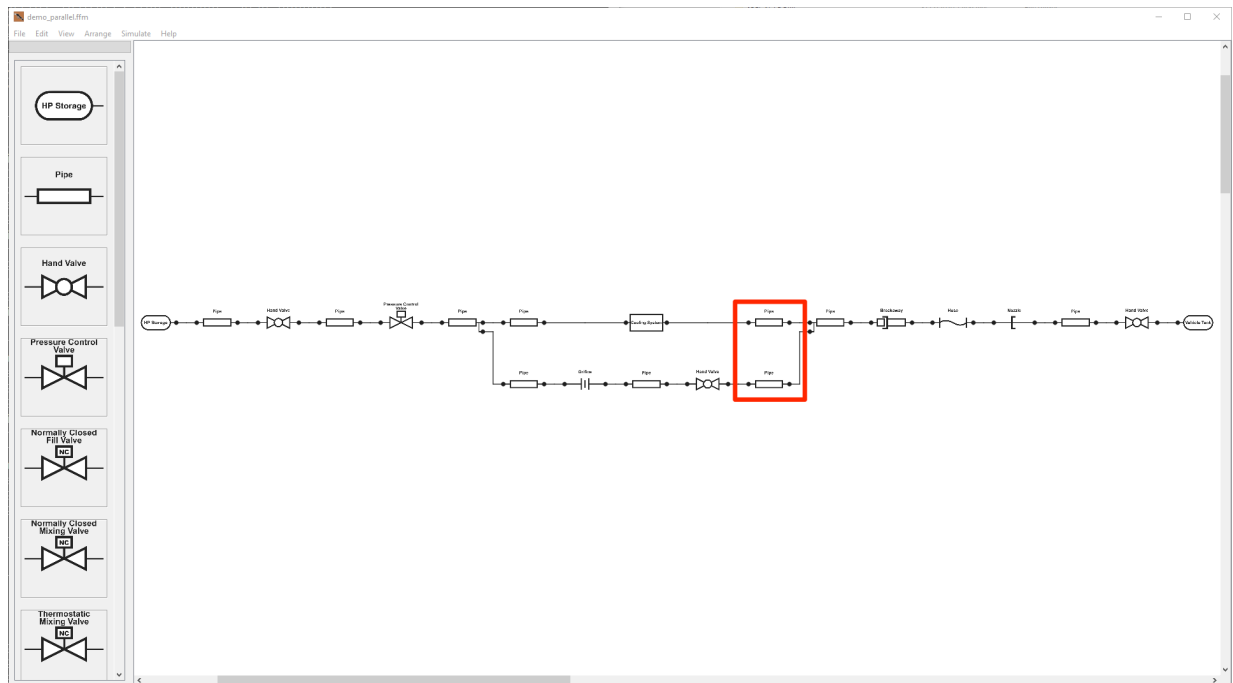 demo_parallel.ffm
File Edit View Arrange Simulate Help
HP Storage
Pipe
Hand Valve
Pressure Control
Valve
NC
Normally Closed
Fill Valve
NC
Normally Closed
Mixing Valve
NC
Thermostatic
Mixing Valve
HP Storage
Pipe
Hand Valve
Pipe
Pressure Control
Valve
Pipe
Pipe
Cooling System
Pipe
Pipe
Breakaway
Hose
Nozzle
Pipe
Hand Valve
Vehicle Tank
Pipe
Orifice
Pipe
Hand Valve
Pipe